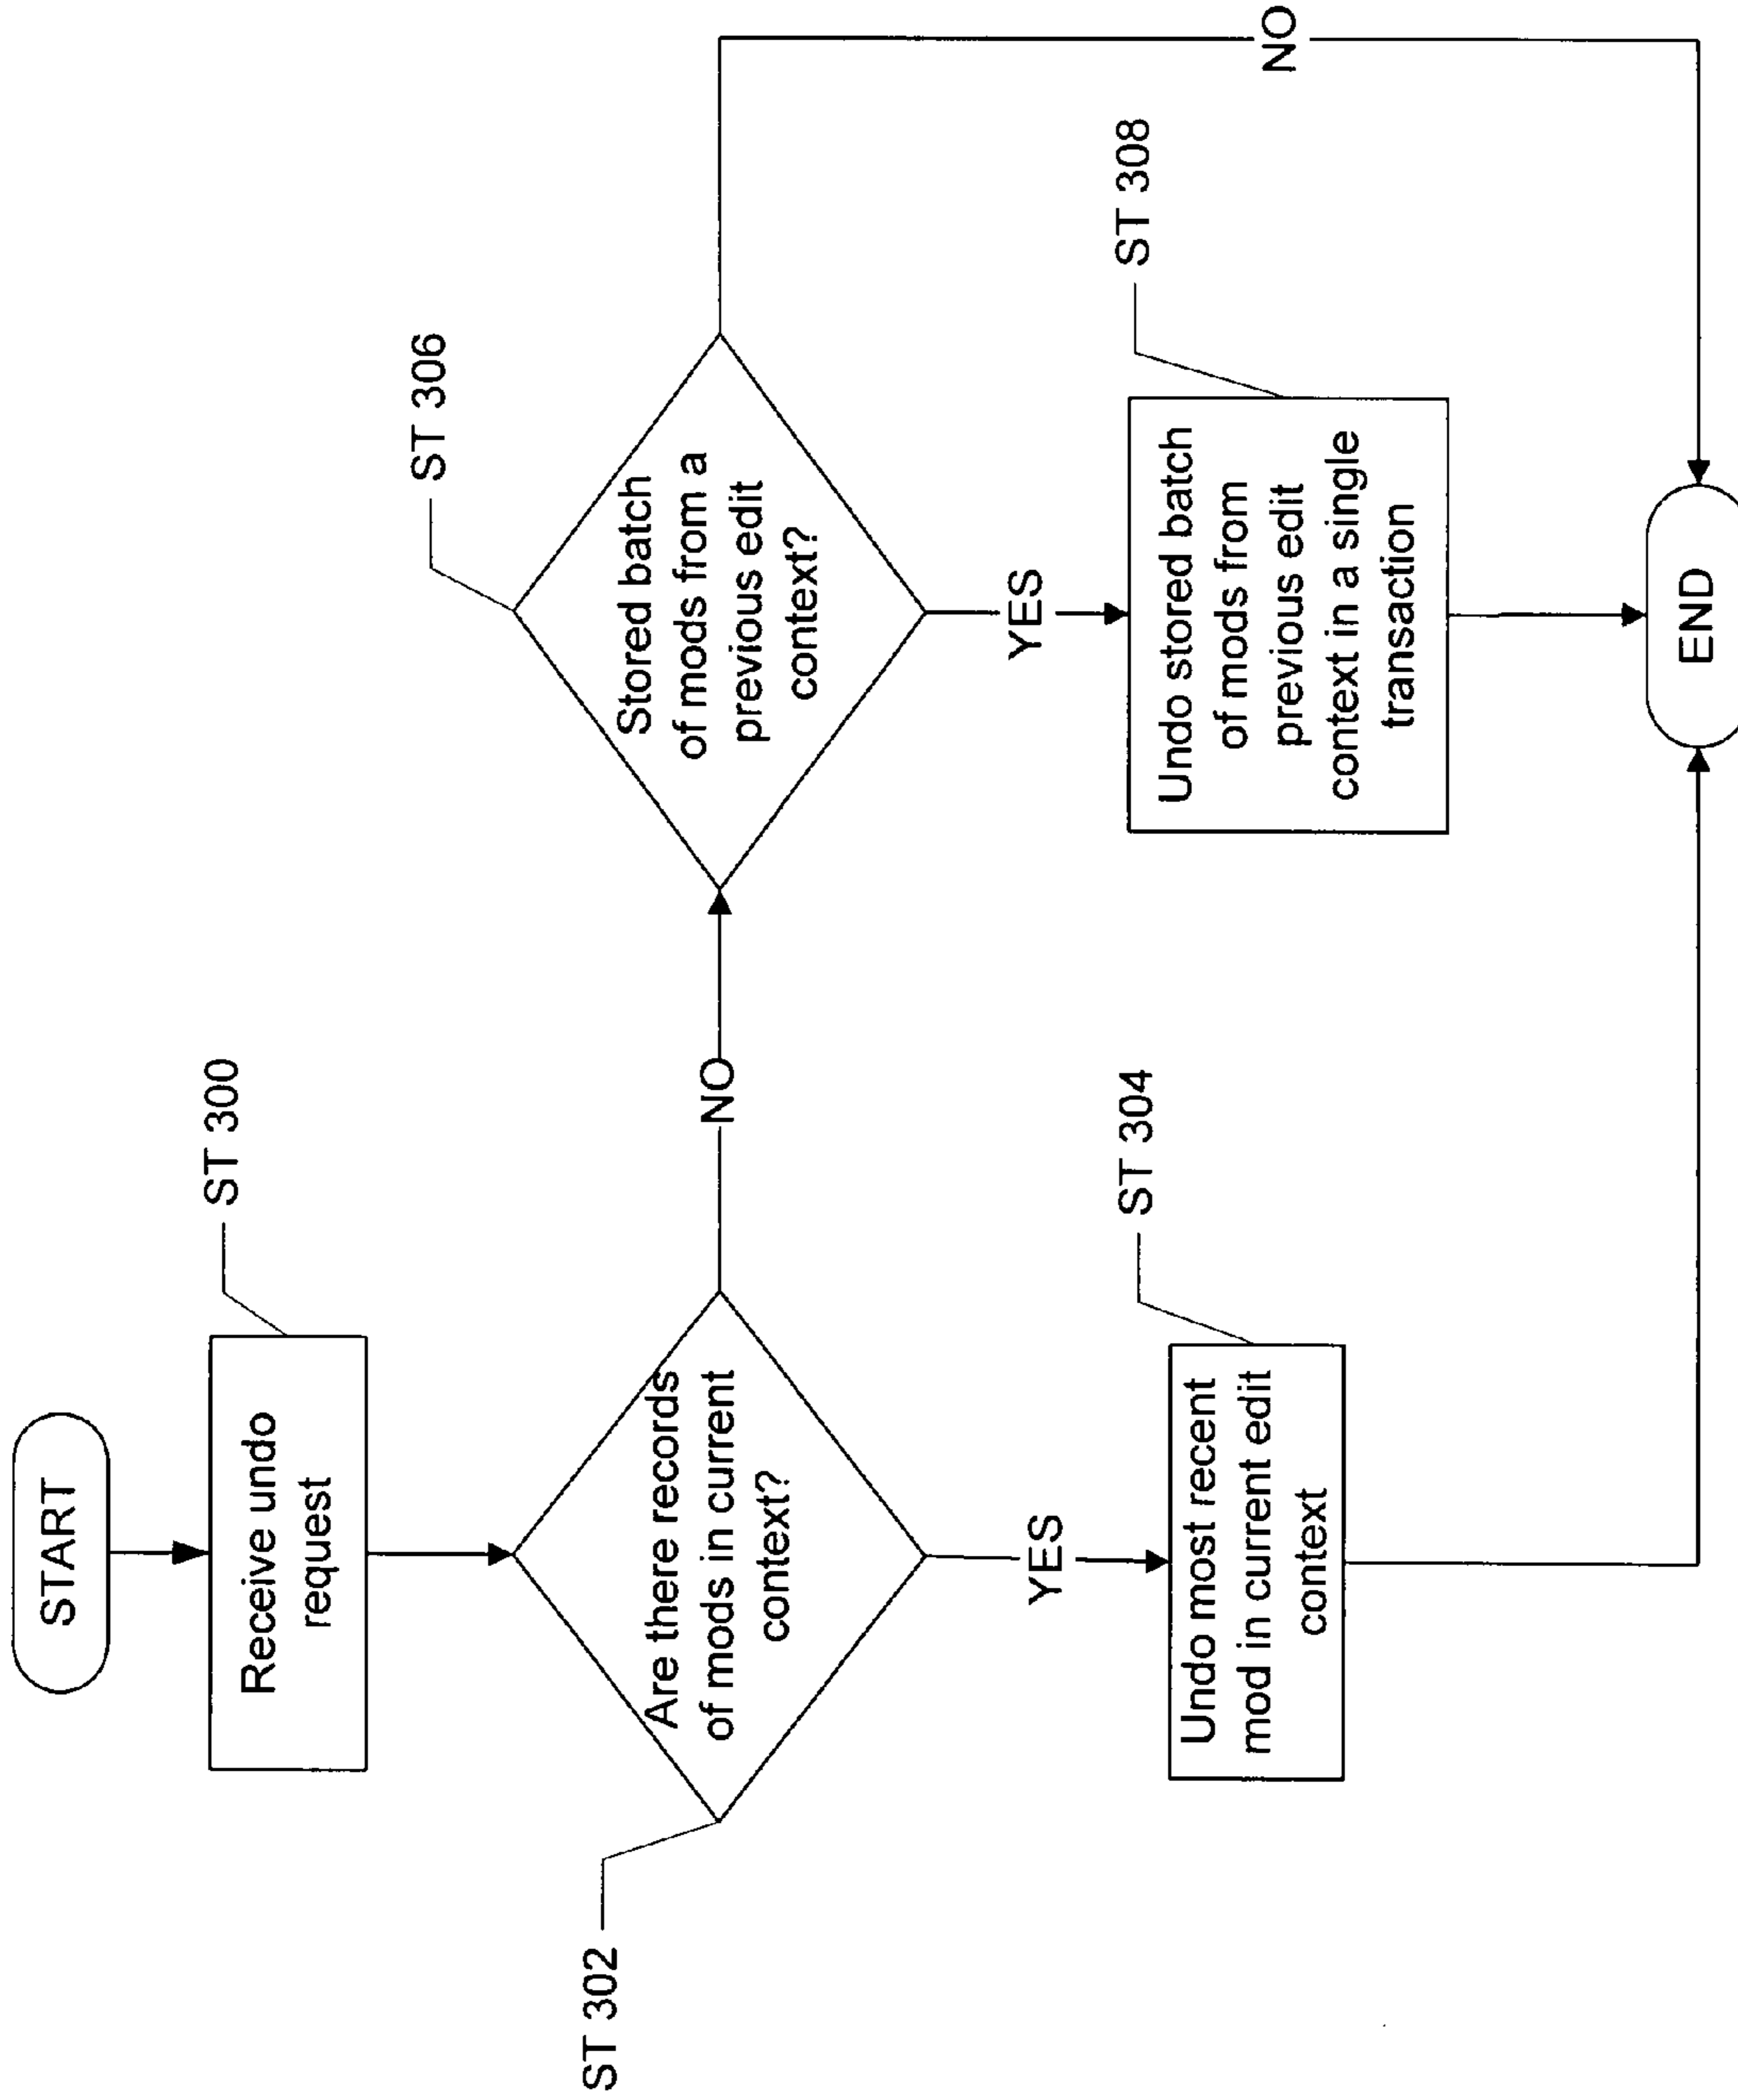 START
Receive undo
request
ST 300
Are there records
of mods in current
context?
ST 302
NO
YES
Undo most recent
mod in current edit
context
ST 304
Stored batch
of mods from a
previous edit
context?
ST 306
YES
Undo stored batch
of mods from
previous edit
context in a single
transaction
ST 308
NO
END